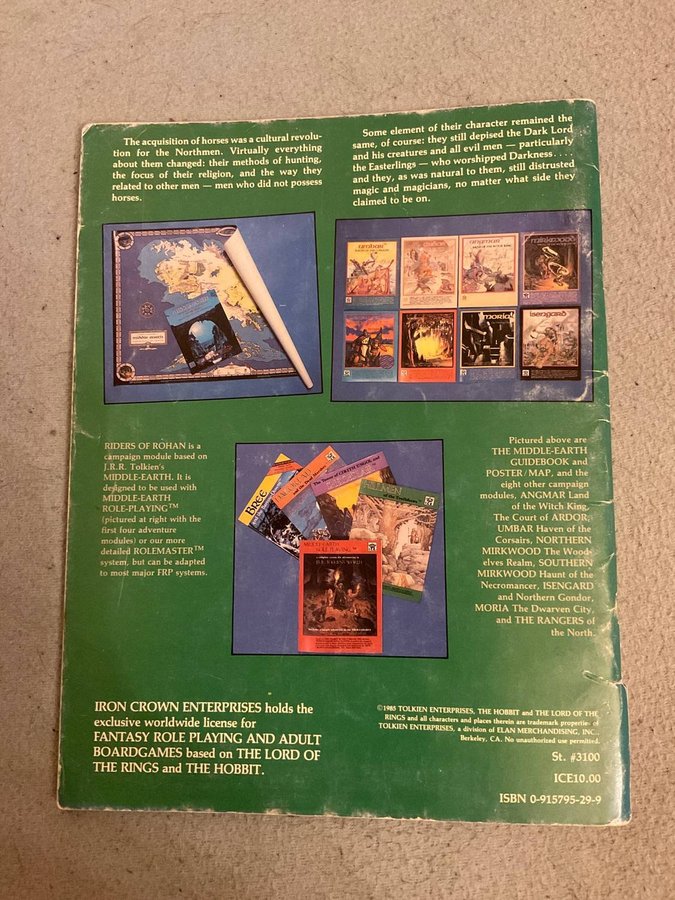 The acquisition of horses was a cultural revolu-
tion for the Northmen. Virtually everything
about them changed: their methods of hunting,
the focus of their religion, and the way they
related to other men — men who did not possess
horses.
Some element of their character remained the
same, of course: they still depised the Dark Lord
and his creatures and all evil men — particularly
the Easterlings — who worshipped Darkness. . . .
and they, as was natural to them, still distrusted
magic and magicians, no matter what side they
claimed to be on.
middle earth
UMBAR
ANGMAR
MIRKWOOD
MORIA
ISENGARD
RIDERS OF ROHAN is a
campaign module based on
J.R.R. Tolkien's
MIDDLE-EARTH. It is
designed to be used with
MIDDLE-EARTH
ROLE-PLAYING™
(pictured at right with the
first four adventure
modules) or our more
detailed ROLEMASTER™
system, but can be adapted
to most major FRP systems.
BREE
MIDDLE-EARTH
ROLE PLAYING™
Pictured above are
THE MIDDLE-EARTH
GUIDEBOOK and
POSTER/MAP, and the
eight other campaign
modules, ANGMAR Land
of the Witch King,
The Court of ARDOR,
UMBAR Haven of the
Corsairs, NORTHERN
MIRKWOOD The Wood-
elves Realm, SOUTHERN
MIRKWOOD Haunt of the
Necromancer, ISENGARD
and Northern Gondor,
MORIA The Dwarven City,
and THE RANGERS of
the North.
IRON CROWN ENTERPRISES holds the
exclusive worldwide license for
FANTASY ROLE PLAYING AND ADULT
BOARDGAMES based on THE LORD OF
THE RINGS and THE HOBBIT.
©1985 TOLKIEN ENTERPRISES, THE HOBBIT and THE LORD OF THE
RINGS and all characters and places therein are trademark properties of
TOLKIEN ENTERPRISES, a division of ELAN MERCHANDISING, INC.,
Berkeley, CA. No unauthorized use permitted.
St. #3100
ICE10.00
ISBN 0-915795-29-9